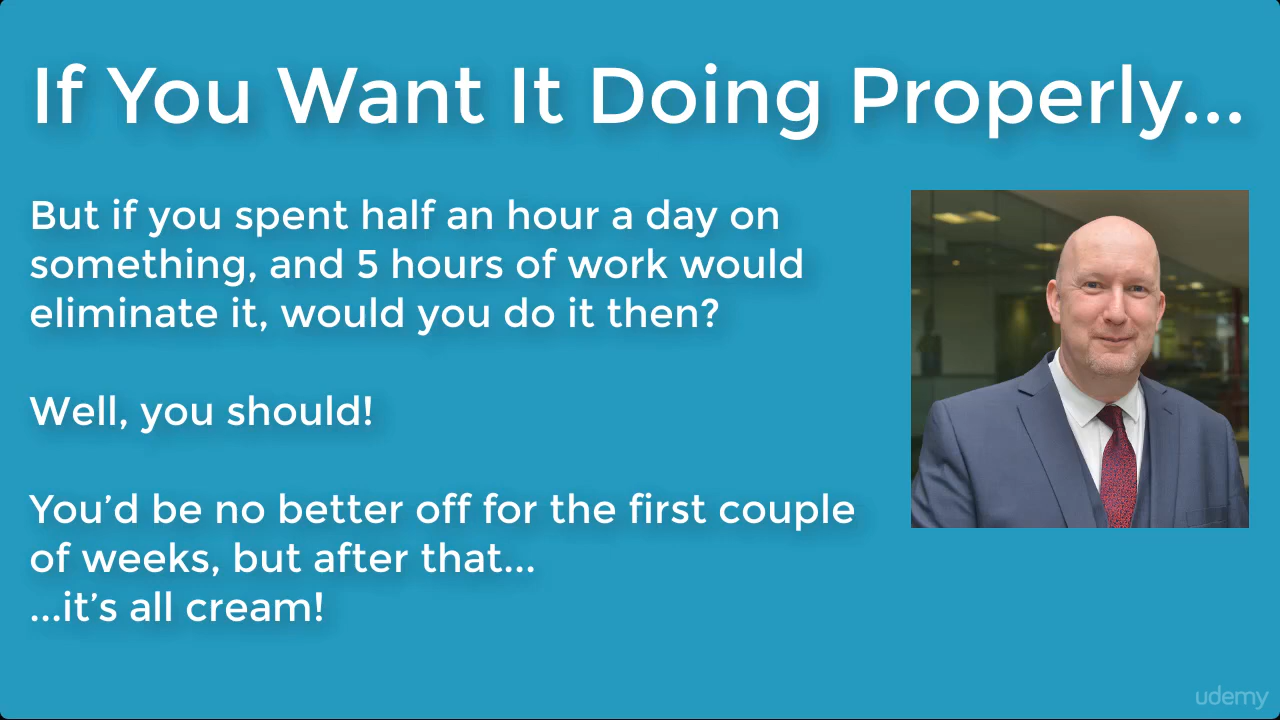 If You Want It Doing Properly...
But if you spent half an hour a day on
something, and 5 hours of work would
eliminate it, would you do it then?
Well, you should!
You’d be no better off for the first couple
of weeks, but after that...
...it’s all cream!
udemy